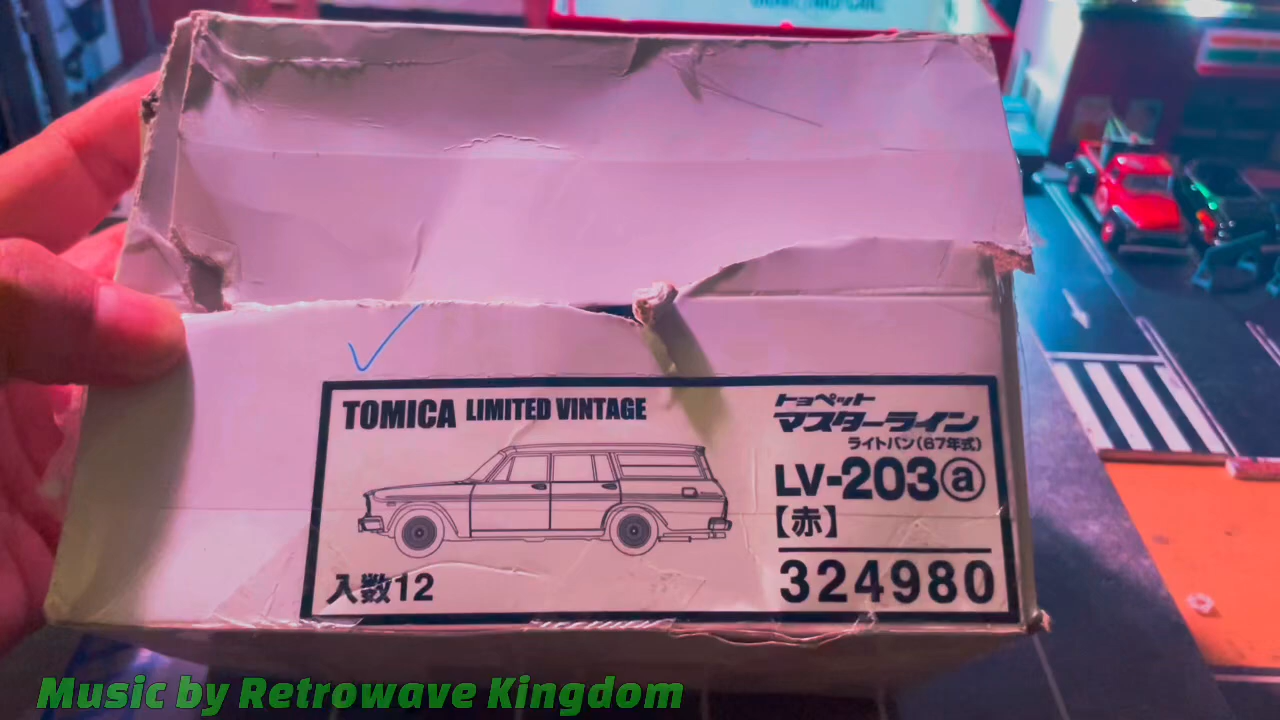 TOMICA LIMITED VINTAGE
トヨペット
マスターライン
ライトバン(67年式)
LV-203ⓐ
【赤】
入数12
324980
Music by Retrowave Kingdom